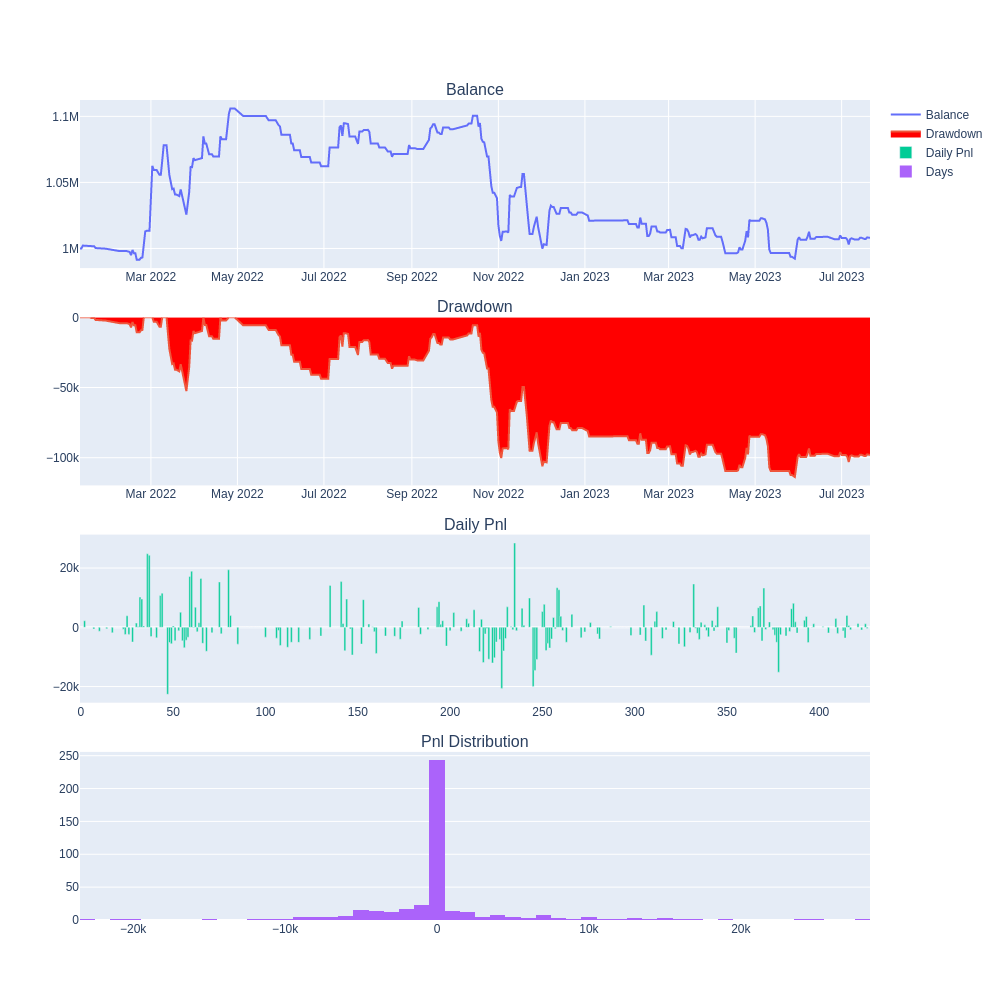 Balance
1.1M
1.05M
1M
Mar 2022 May 2022 Jul 2022 Sep 2022 Nov 2022 Jan 2023 Mar 2023 May 2023 Jul 2023
Balance
Drawdown
Daily Pnl
Days
Drawdown
0
−50k
−100k
Mar 2022 May 2022 Jul 2022 Sep 2022 Nov 2022 Jan 2023 Mar 2023 May 2023 Jul 2023
Daily Pnl
20k
0
−20k
0 50 100 150 200 250 300 350 400
Pnl Distribution
250
200
150
100
50
0
−20k −10k 0 10k 20k